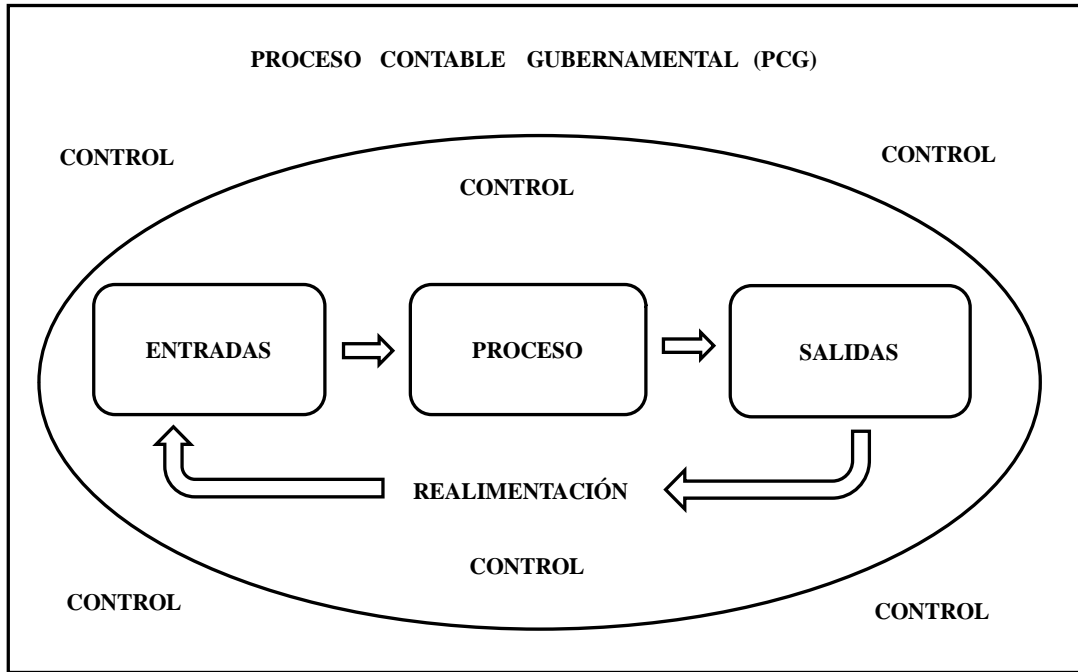 PROCESO CONTABLE GUBERNAMENTAL (PCG)
CONTROL
CONTROL
CONTROL
ENTRADAS
PROCESO
SALIDAS
REALIMENTACIÓN
CONTROL
CONTROL
CONTROL